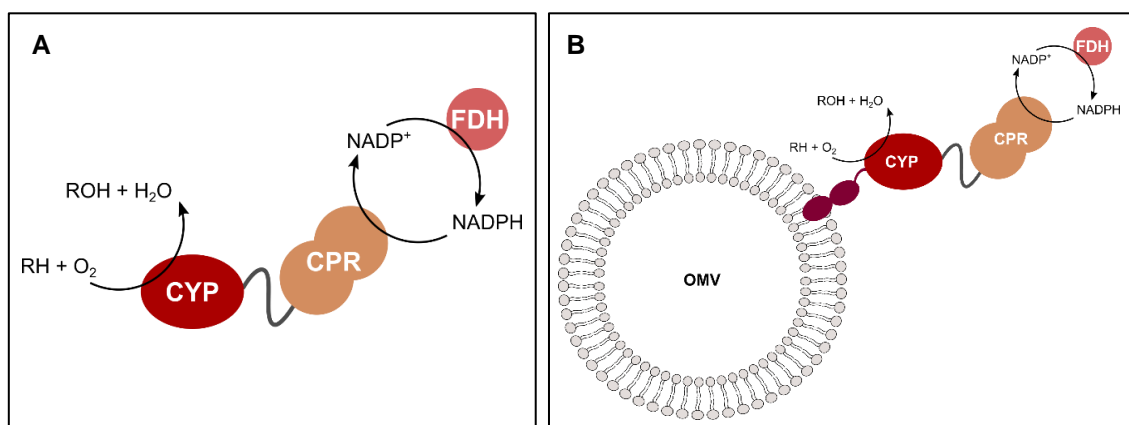 A
FDH
NADP⁺
ROH + H₂O
NADPH
CPR
RH + O₂
CYP
B
FDH
NADP⁺
ROH + H₂O
NADPH
RH + O₂
CPR
CYP
OMV